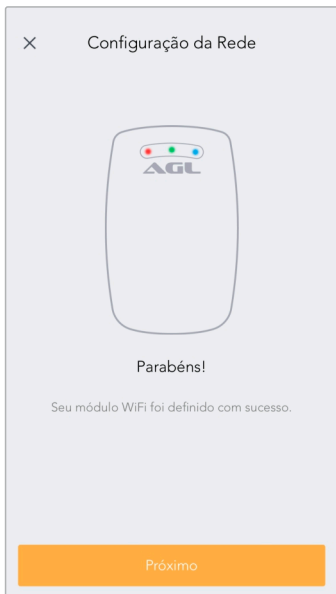 Configuração da Rede
AGL
Parabéns!
Seu módulo WiFi foi definido com sucesso.
Próximo